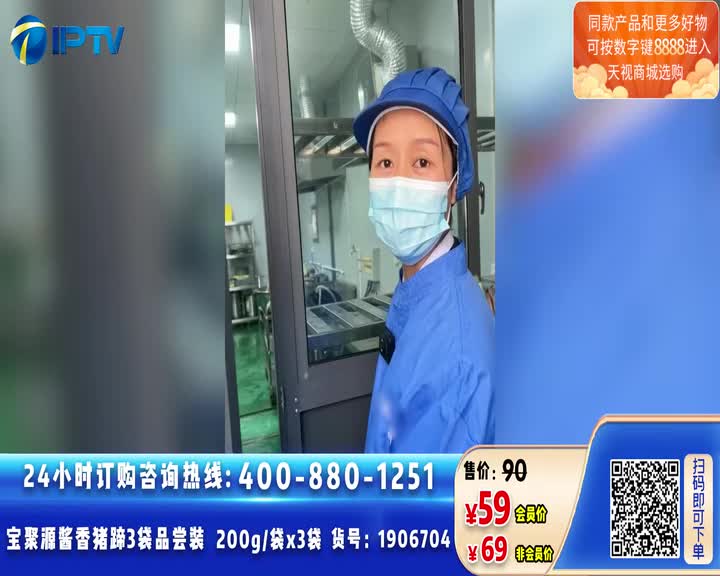 IPTV
同款产品和更多好物
可按数字键8888进入
天视商城选购
24小时订购咨询热线:400-880-1251
宝聚源酱香猪蹄3袋品尝装 200g/袋x3袋 货号:1906704
售价:90
¥59会员价
¥69非会员价
扫码即可下单